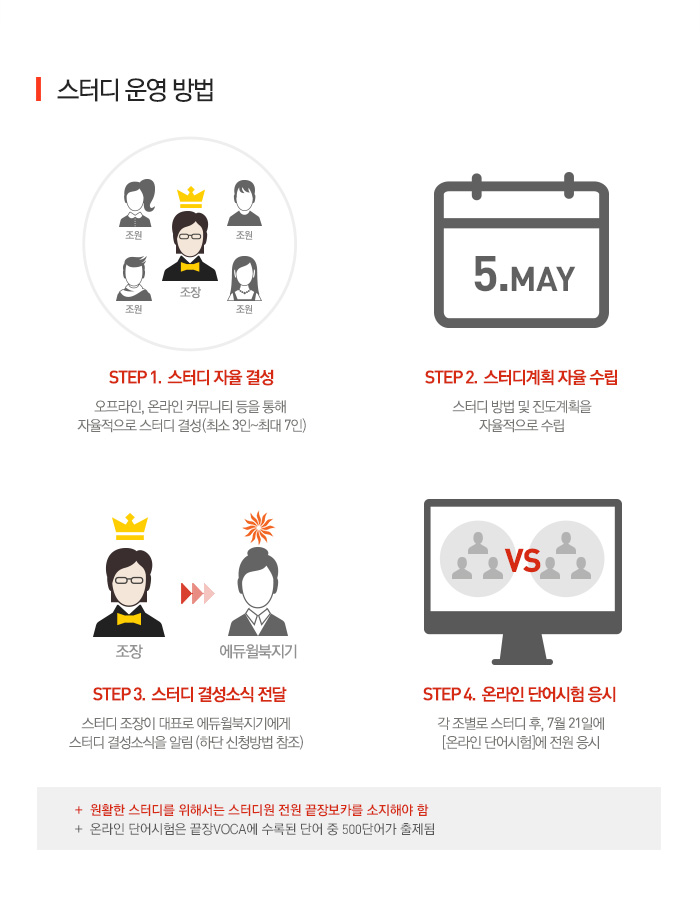 스터디 운영 방법
조원
조원
조장
조원
조원
5.MAY
STEP 1. 스터디 자율 결성
오프라인, 온라인 커뮤니티 등을 통해
자율적으로 스터디 결성(최소 3인~최대 7인)
STEP 2. 스터디계획 자율 수립
스터디 방법 및 진도계획을
자율적으로 수립
조장
에듀윌북지기
STEP 3. 스터디 결성소식 전달
스터디 조장이 대표로 에듀윌북지기에게
스터디 결성소식을 알림 (하단 신청방법 참조)
VS
STEP 4. 온라인 단어시험 응시
각 조별로 스터디 후, 7월 21일에
[온라인 단어시험]에 전원 응시
+ 원활한 스터디를 위해서는 스터디원 전원 끝장보카를 소지해야 함
+ 온라인 단어시험은 끝장VOCA에 수록된 단어 중 500단어가 출제됨